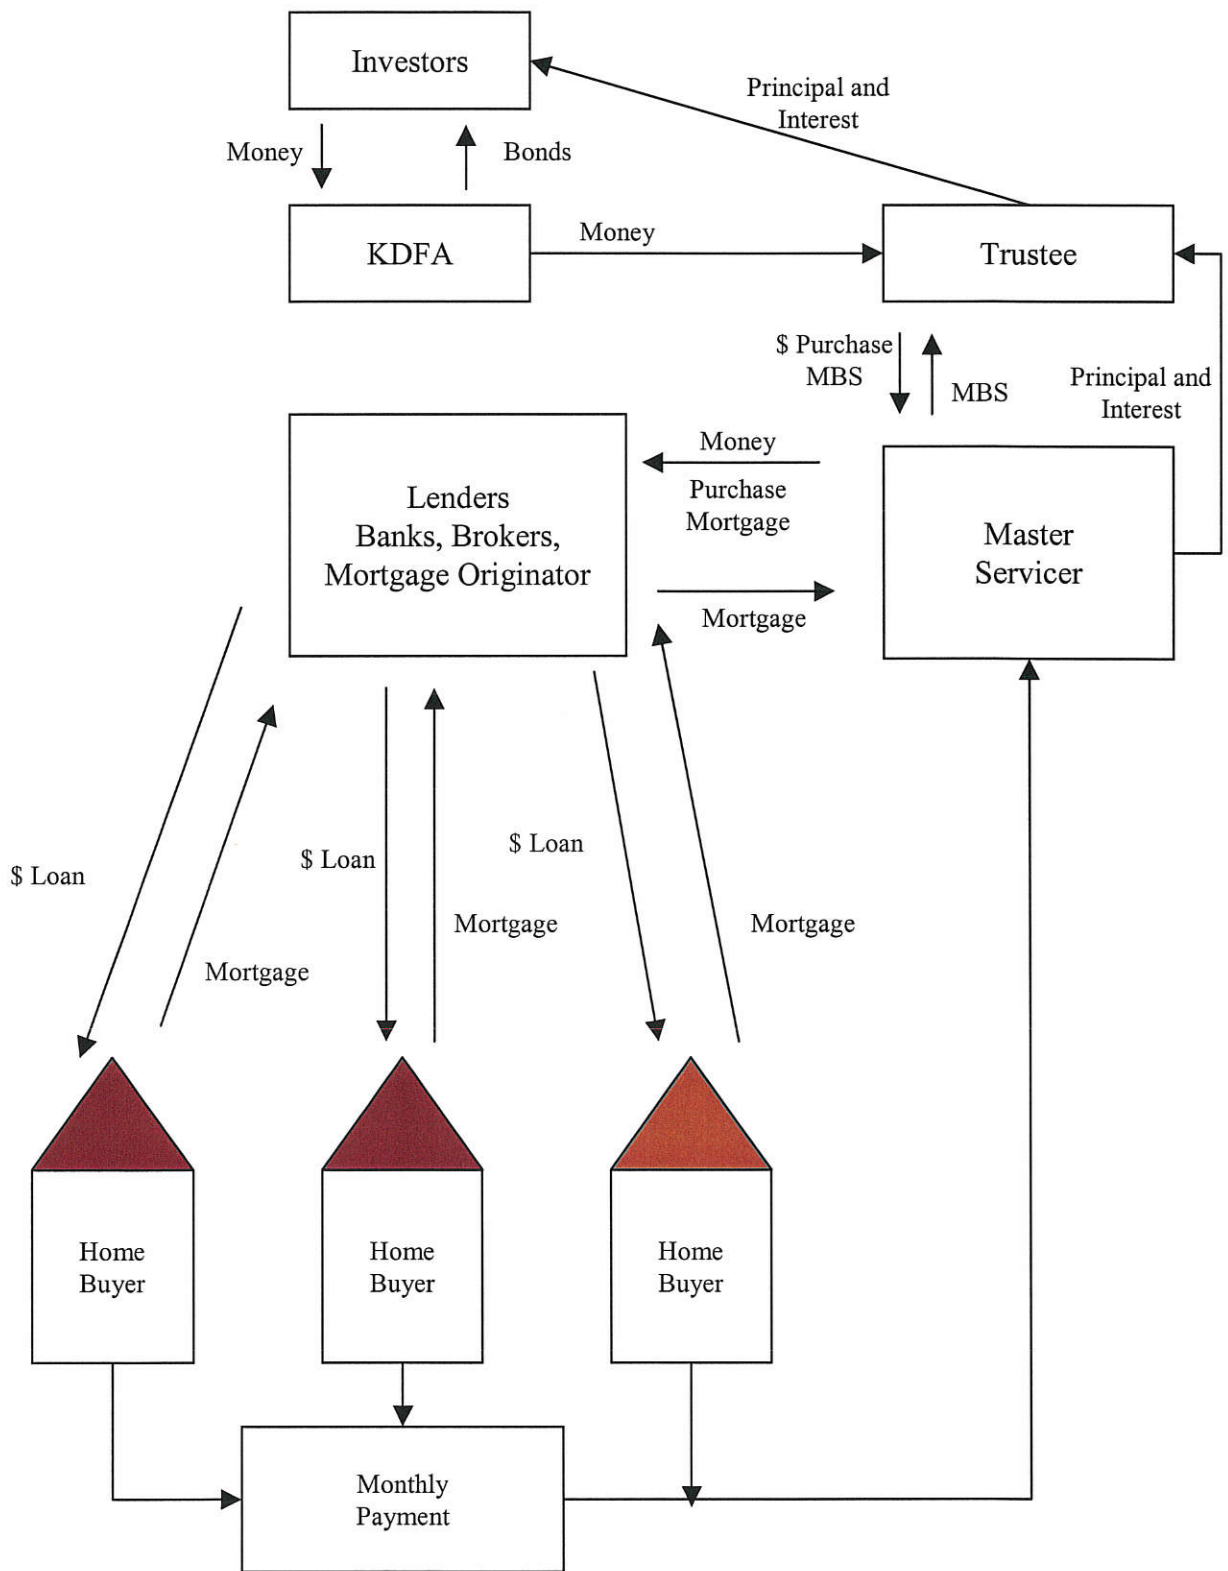 Investors
Principal and
Interest
Money
Bonds
KDFA
Money
Trustee
$ Purchase
MBS
MBS
Principal and
Interest
Lenders
Banks, Brokers,
Mortgage Originator
Money
Purchase
Mortgage
Mortgage
Master
Servicer
$ Loan
Mortgage
$ Loan
Mortgage
$ Loan
Mortgage
Home
Buyer
Home
Buyer
Home
Buyer
Monthly
Payment